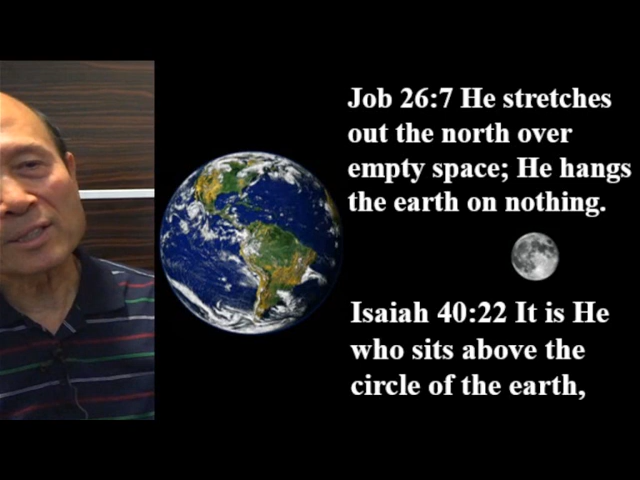 Job 26:7 He stretches
out the north over
empty space; He hangs
the earth on nothing.
Isaiah 40:22 It is He
who sits above the
circle of the earth,